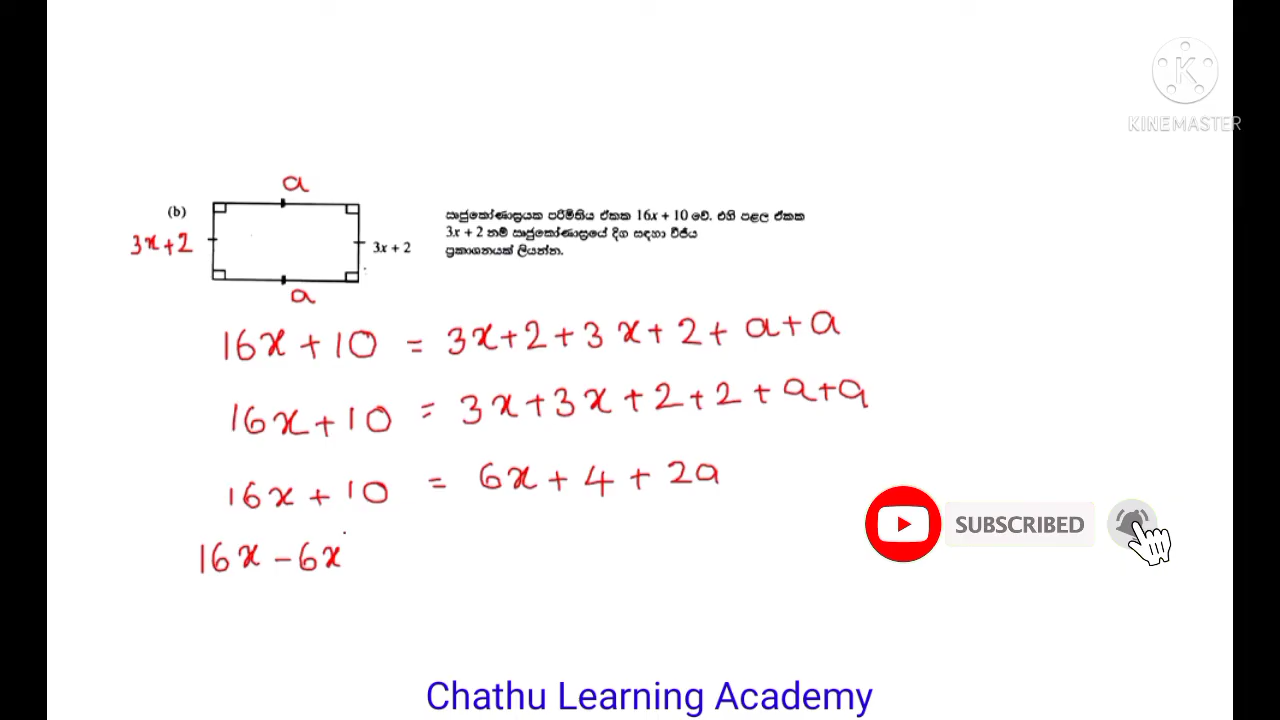 KINEMASTER
a
(b)
3x+2
3x + 2
a
සෘජුකෝණාස්‍රයක පරිමිතිය ඒකක 16x + 10 වේ. එහි පළල ඒකක
3x + 2 නම් සෘජුකෝණාස්‍රයේ දිග සඳහා වීජීය
ප්‍රකාශනයක් ලියන්න.
16x + 10 = 3x+2+3x+2+a+a
16x+10 = 3x+3x+2+2+a+a
16x + 10 = 6x + 4 + 2a
16x - 6x
SUBSCRIBED
Chathu Learning Academy